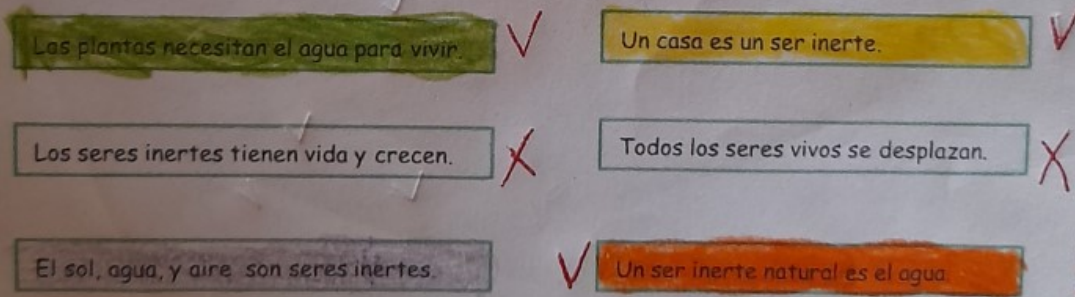 Las plantas necesitan el agua para vivir.
Un casa es un ser inerte.
Los seres inertes tienen vida y crecen.
Todos los seres vivos se desplazan.
El sol, agua, y aire son seres inertes.
Un ser inerte natural es el agua.